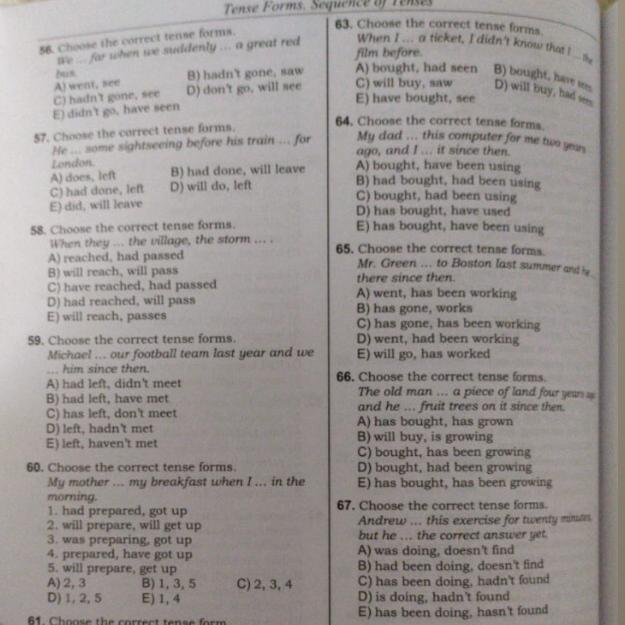 Tense Forms. Sequence of Tenses
56. Choose the correct tense forms.
We ... far when we suddenly ... a great red
bus.
A) went, see
B) hadn't gone, saw
C) hadn't gone, see
D) don't go, will see
E) didn't go, have seen
57. Choose the correct tense forms.
He ... some sightseeing before his train ... for
London.
A) does, left
B) had done, will leave
C) had done, left
D) will do, left
E) did, will leave
58. Choose the correct tense forms.
When they ... the village, the storm ... .
A) reached, had passed
B) will reach, will pass
C) have reached, had passed
D) had reached, will pass
E) will reach, passes
59. Choose the correct tense forms.
Michael ... our football team last year and we
... him since then.
A) had left, didn't meet
B) had left, have met
C) has left, don't meet
D) left, hadn't met
E) left, haven't met
60. Choose the correct tense forms.
My mother ... my breakfast when I ... in the
morning.
1. had prepared, got up
2. will prepare, will get up
3. was preparing, got up
4. prepared, have got up
5. will prepare, get up
A) 2, 3
B) 1, 3, 5
C) 2, 3, 4
D) 1, 2, 5
E) 1, 4
61. Choose the correct tense form
63. Choose the correct tense forms.
When I ... a ticket, I didn't know that I ... the
film before.
A) bought, had seen
B) bought, have seen
C) will buy, saw
D) will buy, had seen
E) have bought, see
64. Choose the correct tense forms.
My dad ... this computer for me two years
ago, and I ... it since then.
A) bought, have been using
B) had bought, had been using
C) bought, had been using
D) has bought, have used
E) has bought, have been using
65. Choose the correct tense forms.
Mr. Green ... to Boston last summer and he ...
there since then.
A) went, has been working
B) has gone, works
C) has gone, has been working
D) went, had been working
E) will go, has worked
66. Choose the correct tense forms.
The old man ... a piece of land four years ago
and he ... fruit trees on it since then.
A) has bought, has grown
B) will buy, is growing
C) bought, has been growing
D) bought, had been growing
E) has bought, has been growing
67. Choose the correct tense forms.
Andrew ... this exercise for twenty minutes,
but he ... the correct answer yet.
A) was doing, doesn't find
B) had been doing, doesn't find
C) has been doing, hadn't found
D) is doing, hadn't found
E) has been doing, hasn't found